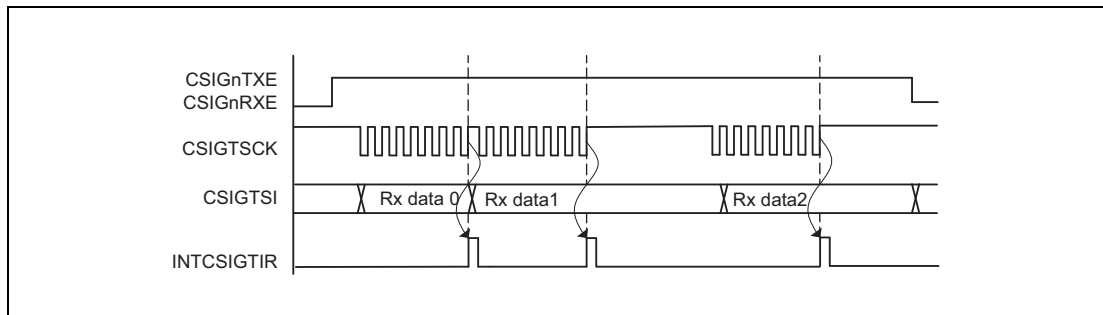 CSIGnTXE
CSIGnRXE
CSIGTSCK
CSIGTSI
Rx data 0
Rx data1
Rx data2
INTCSIGTIR